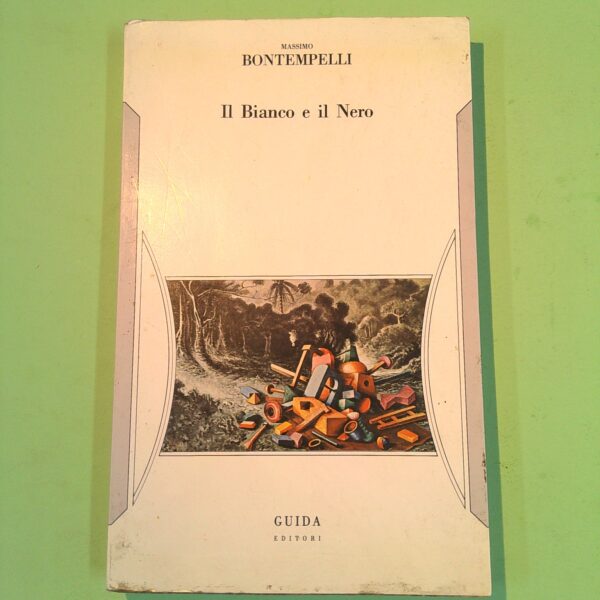 MASSIMO
BONTEMPELLI
Il Bianco e il Nero
GUIDA
EDITORI